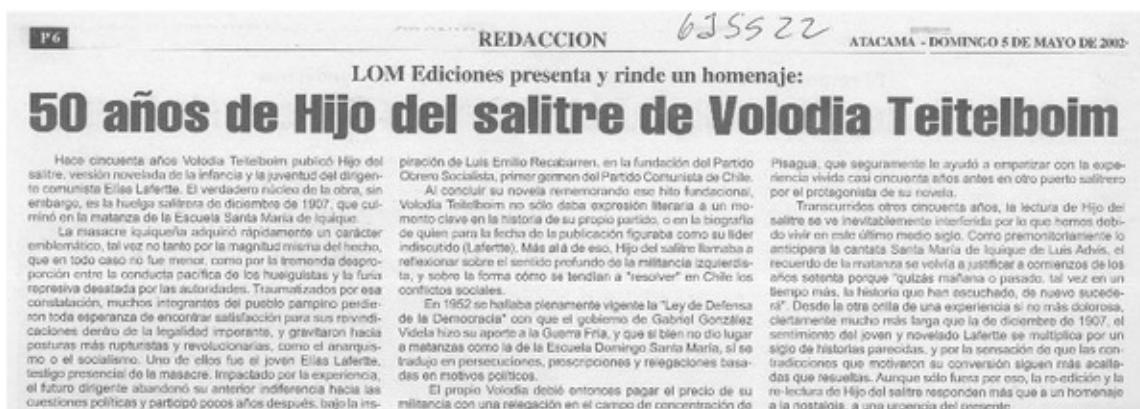 P6
REDACCION
635522
ATACAMA - DOMINGO 5 DE MAYO DE 2002
LOM Ediciones presenta y rinde un homenaje:
50 años de Hijo del salitre de Volodia Teitelboim
Hace cincuenta años Volodia Teitelboim publicó Hijo del
salitre, versión novelada de la infancia y la juventud del dirigen-
te comunista Elías Lafertte. El verdadero núcleo de la obra, sin
embargo, es la huelga salitrera de diciembre de 1907, que cul-
minó en la matanza de la Escuela Santa María de Iquique.
La masacre iquiqueña adquirió rápidamente un carácter
emblemático, tal vez no tanto por la magnitud misma del hecho,
que en todo caso no fue menor, como por la tremenda despro-
porción entre la conducta pacífica de los huelguistas y la furia
represiva desatada por las autoridades. Traumatizados por esa
constatación, muchos integrantes del pueblo pampino perdie-
ron toda esperanza de encontrar satisfacción para sus reivindi-
caciones dentro de la legalidad imperante, y gravitaron hacia
posturas más rupturistas y revolucionarias, como el anarquis-
mo o el socialismo. Uno de ellos fue el joven Elías Lafertte,
testigo presencial de la masacre. Impactado por la experiencia,
el futuro dirigente abandonó su anterior indiferencia hacia las
cuestiones políticas y participó pocos años después, bajo la ins-
piración de Luis Emilio Recabarren, en la fundación del Partido
Obrero Socialista, primer germen del Partido Comunista de Chile.
Al concluir su novela rememorando ese hito fundacional,
Volodia Teitelboim no sólo daba expresión literaria a un mo-
mento clave en la historia de su propio partido, o en la biografía
de quien para la fecha de la publicación figuraba como su líder
indiscutido (Lafertte). Más allá de eso, Hijo del salitre llamaba a
reflexionar sobre el sentido profundo de la militancia izquierdis-
ta, y sobre la forma cómo se tendían a "resolver" en Chile los
conflictos sociales.
En 1952 se hallaba plenamente vigente la "Ley de Defensa
de la Democracia" con que el gobierno de Gabriel González
Videla hizo su aporte a la Guerra Fría, y que si bien no dio lugar
a matanzas como la de la Escuela Domingo Santa María, sí se
tradujo en persecuciones, proscripciones y relegaciones basa-
das en motivos políticos.
El propio Volodia debió entonces pagar el precio de su
militancia con una relegación en el campo de concentración de
Pisagua, que seguramente le ayudó a empatizar con la expe-
riencia vivida casi cincuenta años antes en otro puerto salitrero
por el protagonista de su novela.
Transcurridos otros cincuenta años, la lectura de Hijo del
salitre se ve inevitablemente interferida por lo que hemos debi-
do vivir en este último medio siglo. Como premonitoriamente lo
anticipara la cantata Santa María de Iquique de Luis Advis, el
recuerdo de la matanza se volvía a justificar a comienzos de los
años setenta porque "quizás mañana o pasado, tal vez en un
tiempo más, la historia que han escuchado, de nuevo sucede-
rá". Desde la otra orilla de una experiencia si no más dolorosa,
ciertamente mucho más larga que la de diciembre de 1907, el
sentimiento del joven y novelado Lafertte se multiplica por un
siglo de historias parecidas, y por la sensación de que las con-
tradicciones que motivaron su conversión siguen más acalla-
das que resueltas. Aunque sólo fuera por eso, la re-edición y la
re-lectura de Hijo del salitre responden más que a un homenaje
a la nostalgia, a una urgencia del presente.